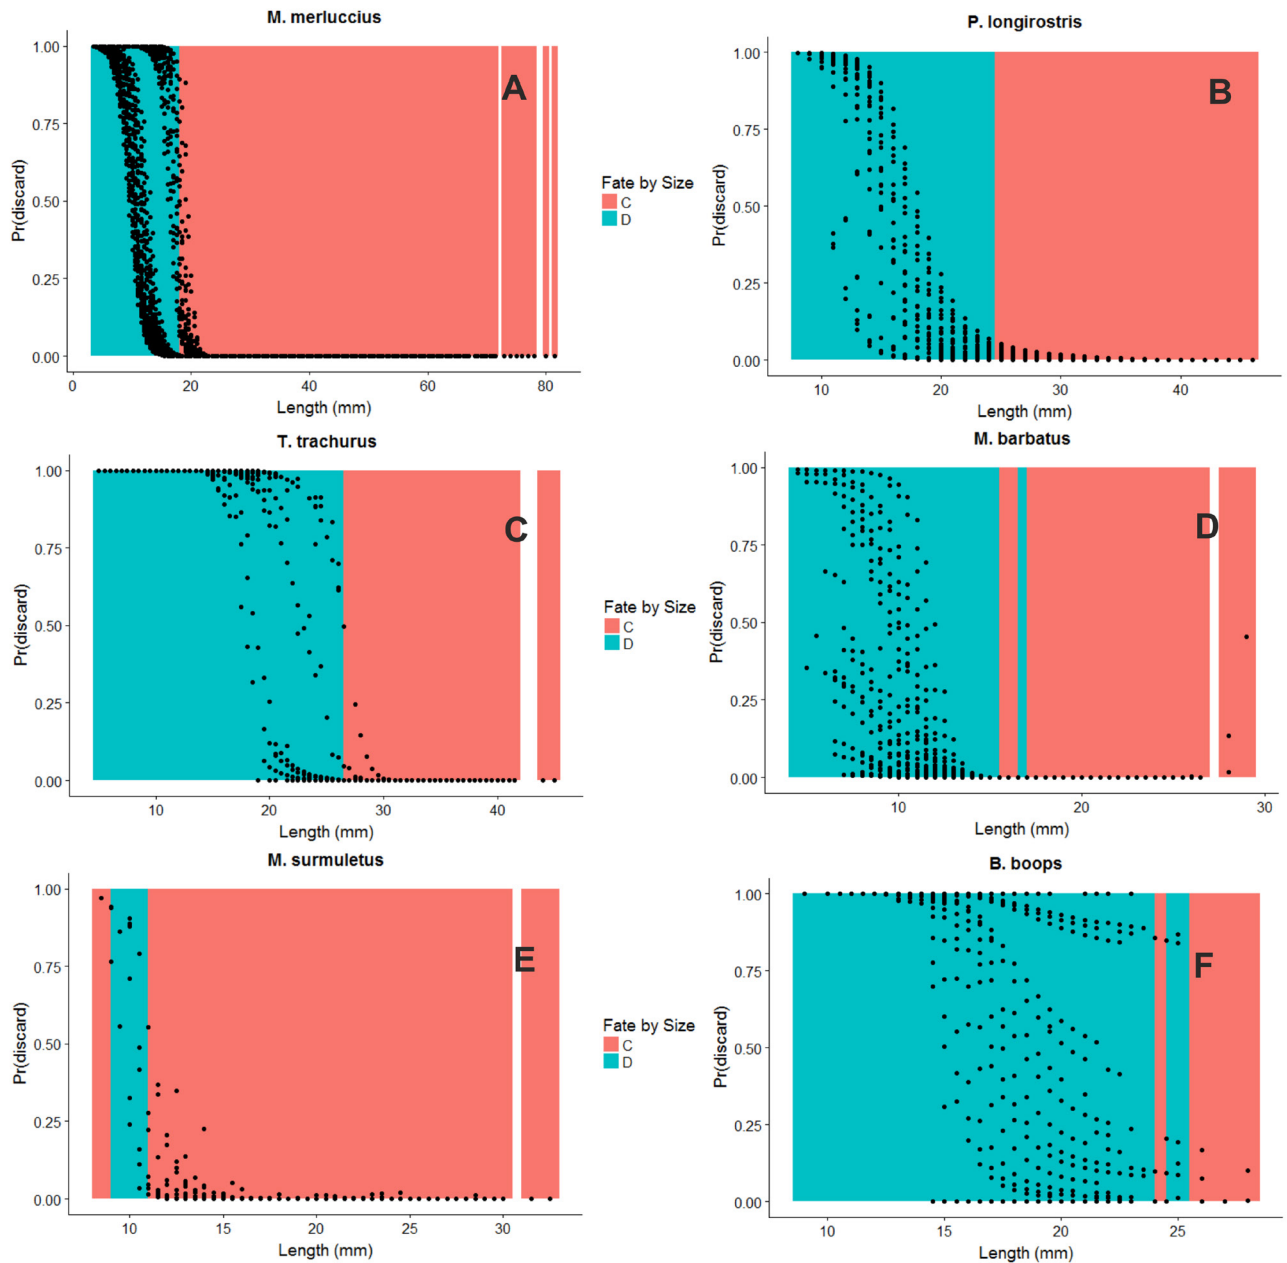 M. merluccius
1.00
0.75
0.50
0.25
0.00
Pr(discard)
0 20 40 60 80
Length (mm)
A
Fate by Size
C
D
P. longirostris
1.00
0.75
0.50
0.25
0.00
Pr(discard)
10 20 30 40
Length (mm)
B
T. trachurus
1.00
0.75
0.50
0.25
0.00
Pr(discard)
10 20 30 40
Length (mm)
C
Fate by Size
C
D
M. barbatus
1.00
0.75
0.50
0.25
0.00
Pr(discard)
10 20 30
Length (mm)
D
M. surmuletus
1.00
0.75
0.50
0.25
0.00
Pr(discard)
10 15 20 25 30
Length (mm)
E
Fate by Size
C
D
B. boops
1.00
0.75
0.50
0.25
0.00
Pr(discard)
10 15 20 25
Length (mm)
F